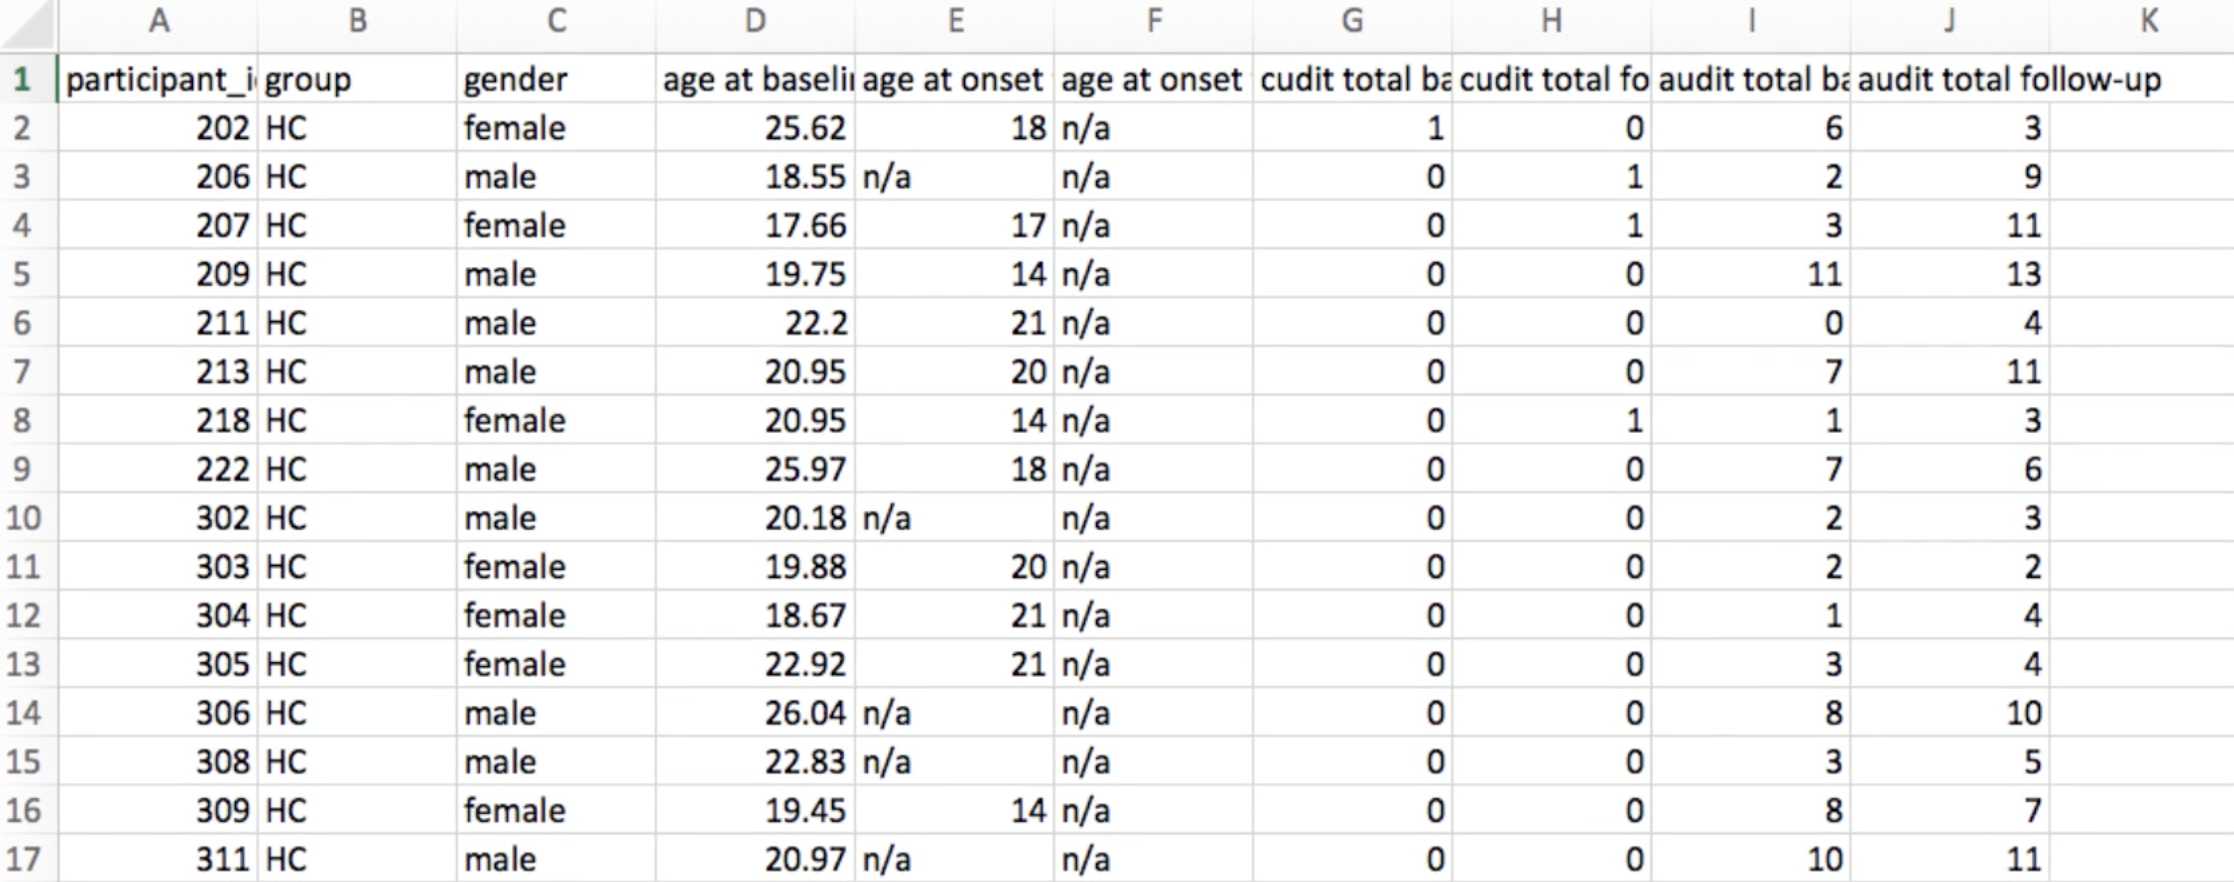 A B C D E F G H I J K
1 participant_i group gender age at baseli age at onset age at onset cudit total ba cudit total fo audit total ba audit total follow-up
2 202 HC female 25.62 18 n/a 1 0 6 3
3 206 HC male 18.55 n/a n/a 0 1 2 9
4 207 HC female 17.66 17 n/a 0 1 3 11
5 209 HC male 19.75 14 n/a 0 0 11 13
6 211 HC male 22.2 21 n/a 0 0 0 4
7 213 HC male 20.95 20 n/a 0 0 7 11
8 218 HC female 20.95 14 n/a 0 1 1 3
9 222 HC male 25.97 18 n/a 0 0 7 6
10 302 HC male 20.18 n/a n/a 0 0 2 3
11 303 HC female 19.88 20 n/a 0 0 2 2
12 304 HC female 18.67 21 n/a 0 0 1 4
13 305 HC female 22.92 21 n/a 0 0 3 4
14 306 HC male 26.04 n/a n/a 0 0 8 10
15 308 HC male 22.83 n/a n/a 0 0 3 5
16 309 HC female 19.45 14 n/a 0 0 8 7
17 311 HC male 20.97 n/a n/a 0 0 10 11